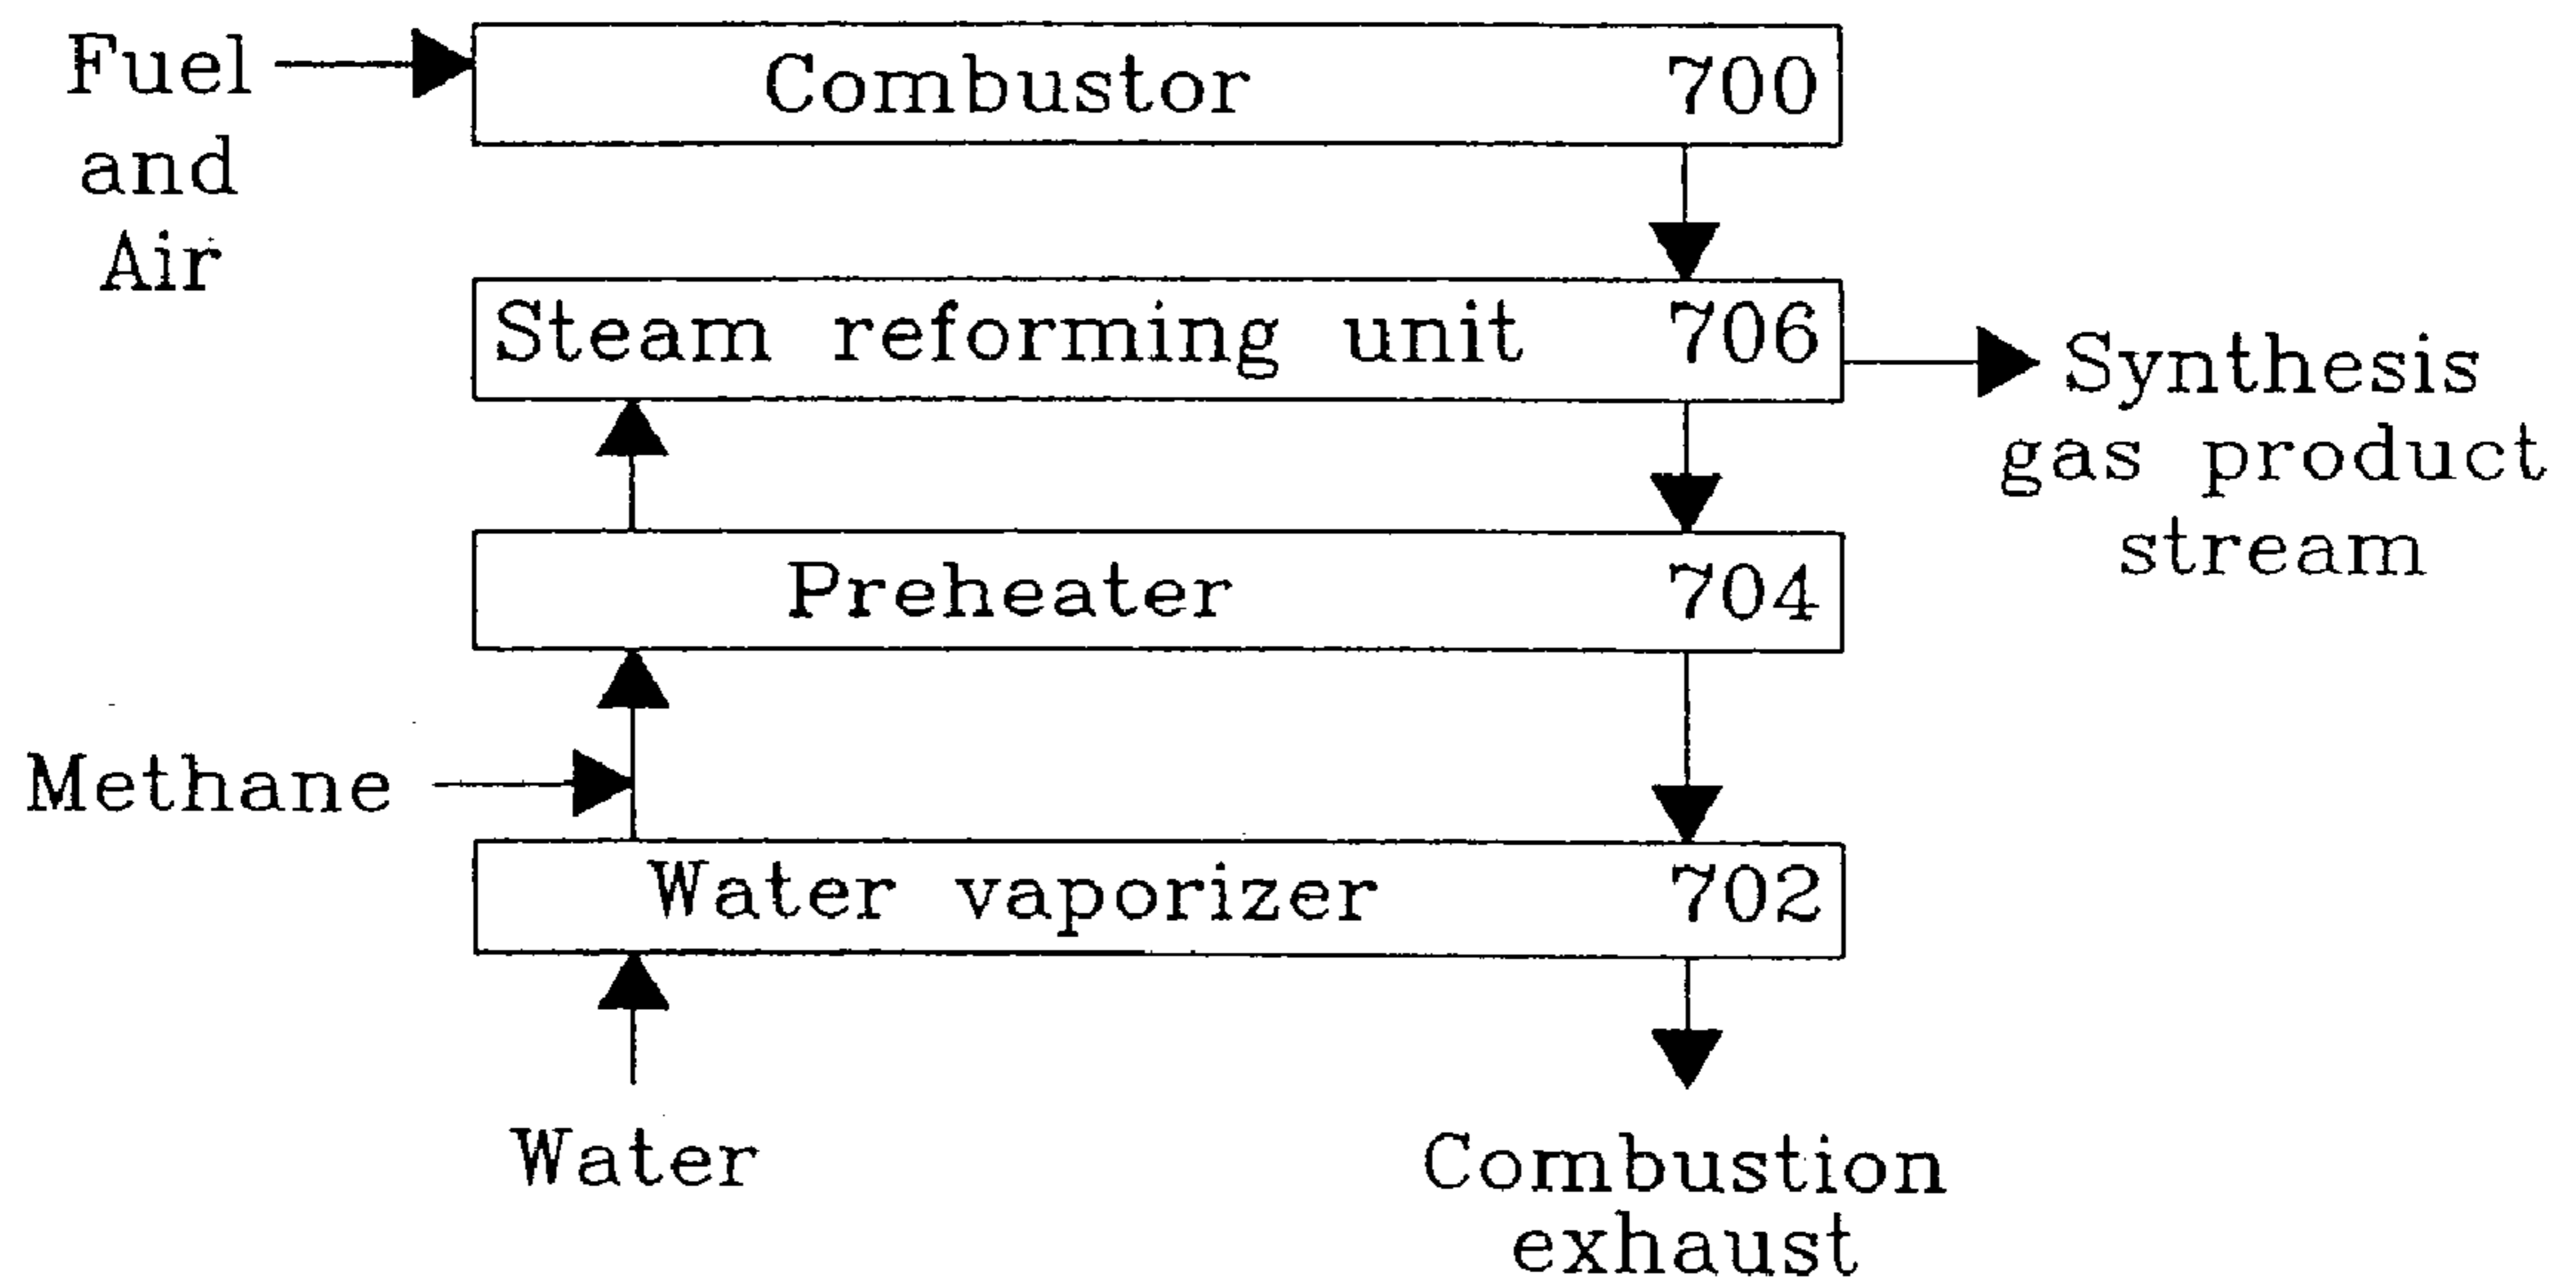 Fuel
and
Air
Combustor 700
Steam reforming unit 706
Synthesis
gas product
stream
Preheater 704
Methane
Water vaporizer 702
Water
Combustion
exhaust